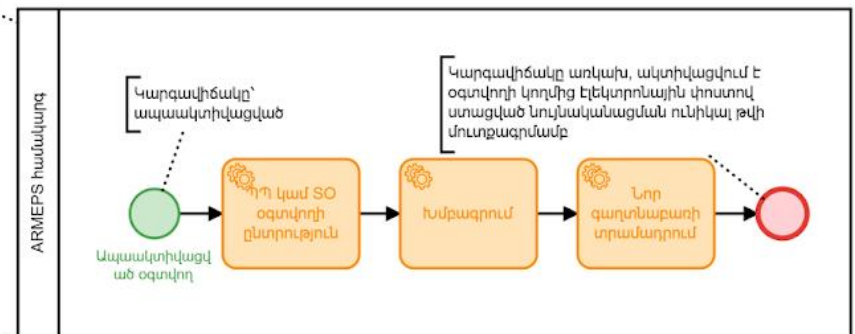 ARMEPS համակարգ
Կարգավիճակը՝
ապաակտիվացված
Կարգավիճակը առկախ, ակտիվացվում է
օգտվողի կողմից էլեկտրոնային փոստով
ստացված նույնականացման ունիկալ թվի
մուտքագրմամբ
ՊՊ կամ ՏՕ
օգտվողի
ընտրություն
Խմբագրում
Նոր
գաղտնաբառի
տրամադրում
Ապաակտիվացվ
ած օգտվող